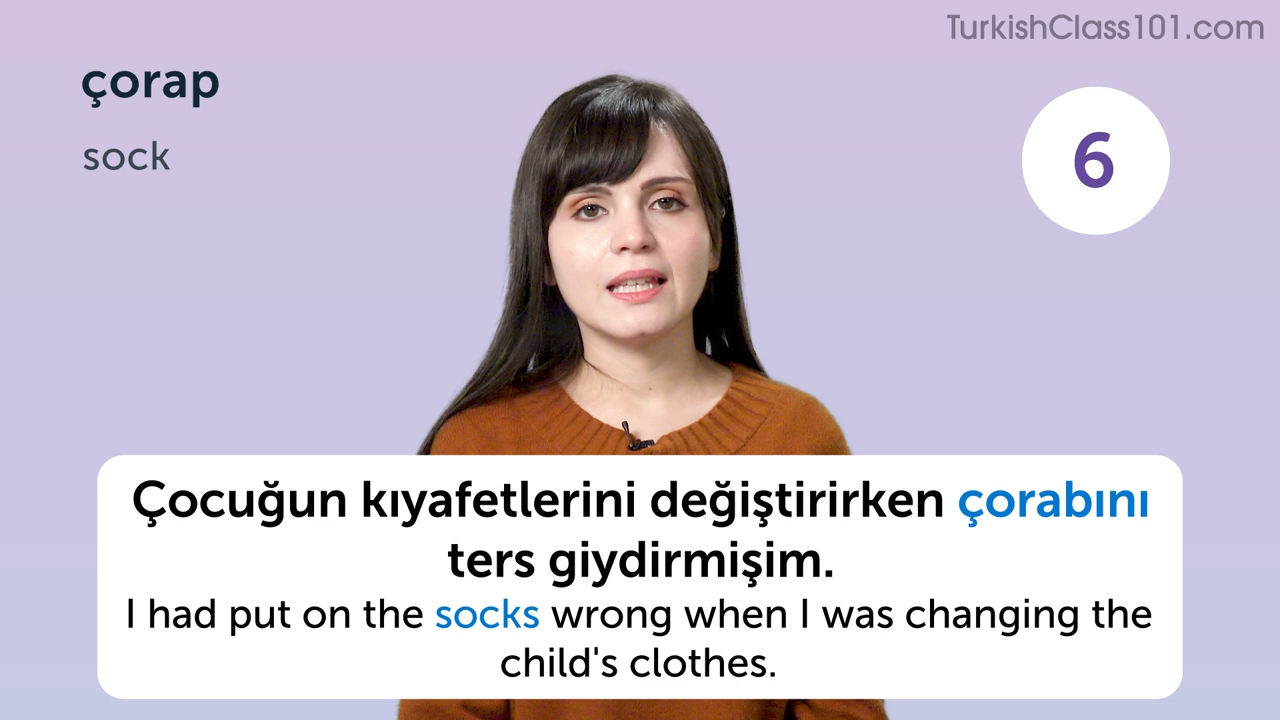 TurkishClass101.com
çorap
sock
6
Çocuğun kıyafetlerini değiştirirken çorabını
ters giydirmişim.
I had put on the socks wrong when I was changing the
child's clothes.